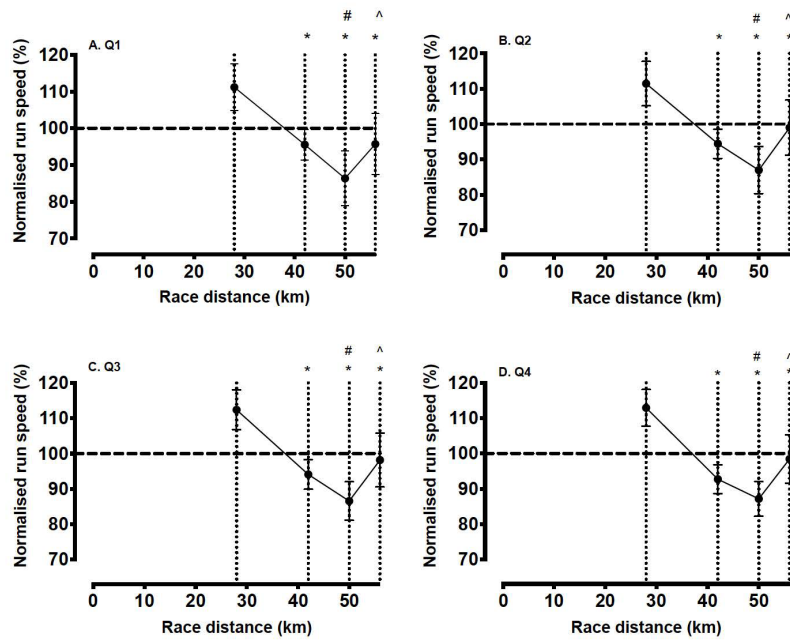 # ^
* * *
A. Q1
Normalised run speed (%)
120
110
100
90
80
70
0 10 20 30 40 50
Race distance (km)
# ^
* * *
B. Q2
Normalised run speed (%)
120
110
100
90
80
70
0 10 20 30 40 50
Race distance (km)
# ^
* * *
C. Q3
Normalised run speed (%)
120
110
100
90
80
70
0 10 20 30 40 50
Race distance (km)
# ^
* * *
D. Q4
Normalised run speed (%)
120
110
100
90
80
70
0 10 20 30 40 50
Race distance (km)